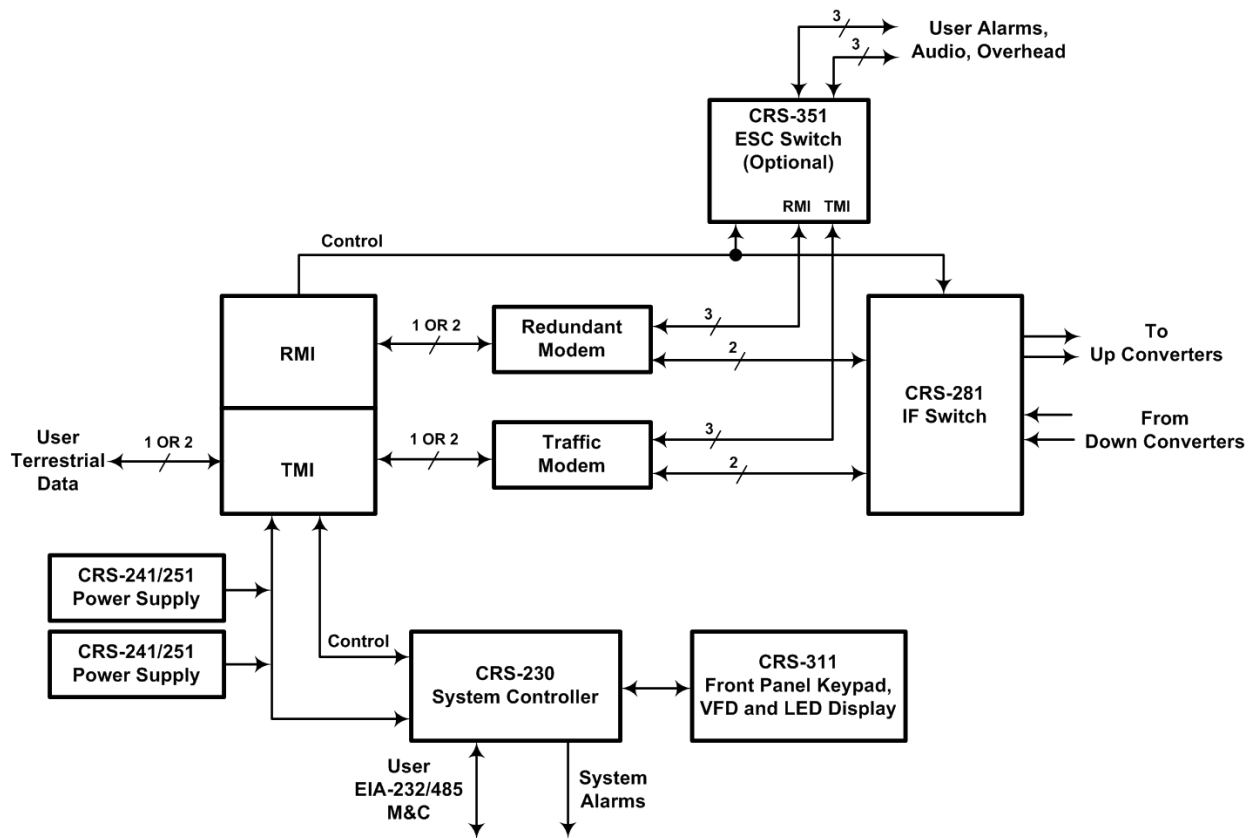 3
User Alarms,
3
Audio, Overhead
CRS-351
ESC Switch
(Optional)
RMI TMI
Control
1 OR 2
Redundant
Modem
3
2
RMI
To
Up Converters
CRS-281
IF Switch
From
Down Converters
User
Terrestrial
Data
1 OR 2
TMI
1 OR 2
Traffic
Modem
3
2
CRS-241/251
Power Supply
CRS-241/251
Power Supply
Control
CRS-230
System Controller
CRS-311
Front Panel Keypad,
VFD and LED Display
User
EIA-232/485
M&C
System
Alarms